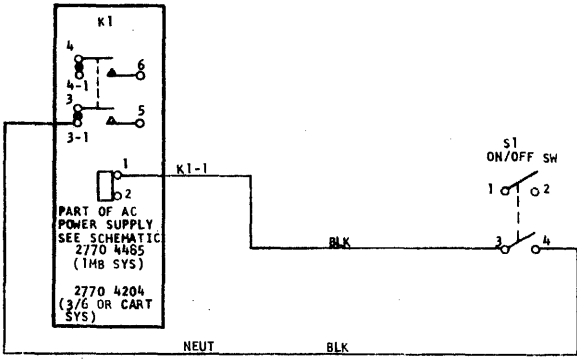 K1
4
4-1
6
3
3-1
5
1
K1-1
2
PART OF AC
POWER SUPPLY
SEE SCHEMATIC
2770 4465
(1MB SYS)
2770 4204
(3/6 OR CART
SYS)
S1
ON/OFF SW
1
2
3
4
BLK
NEUT
BLK